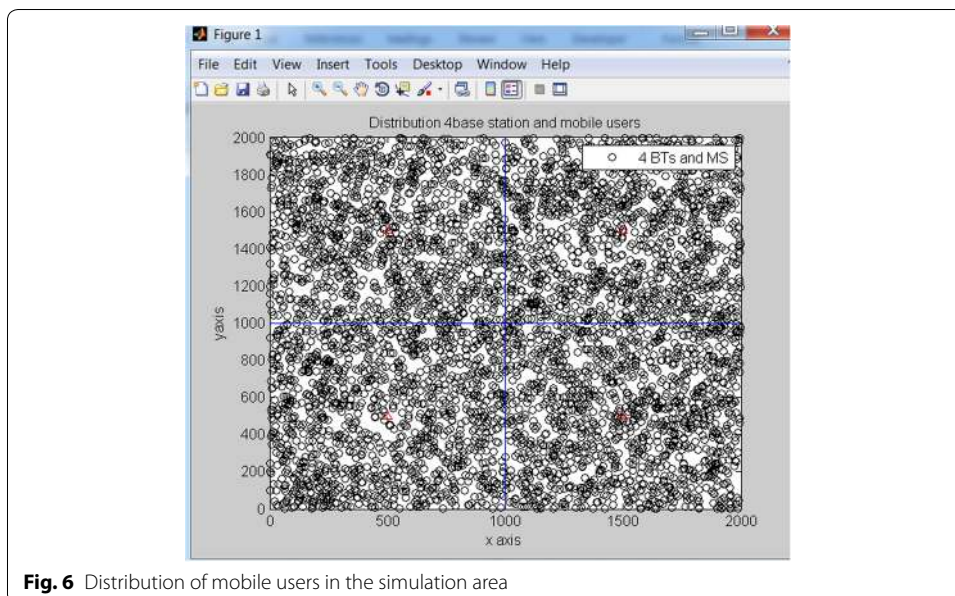 Figure 1
File Edit View Insert Tools Desktop Window Help
Distribution 4base station and mobile users
4 BTs and MS
2000
1800
1600
1400
1200
1000
800
600
400
200
0
yaxis
0 500 1000 1500 2000
x axis
Fig. 6 Distribution of mobile users in the simulation area